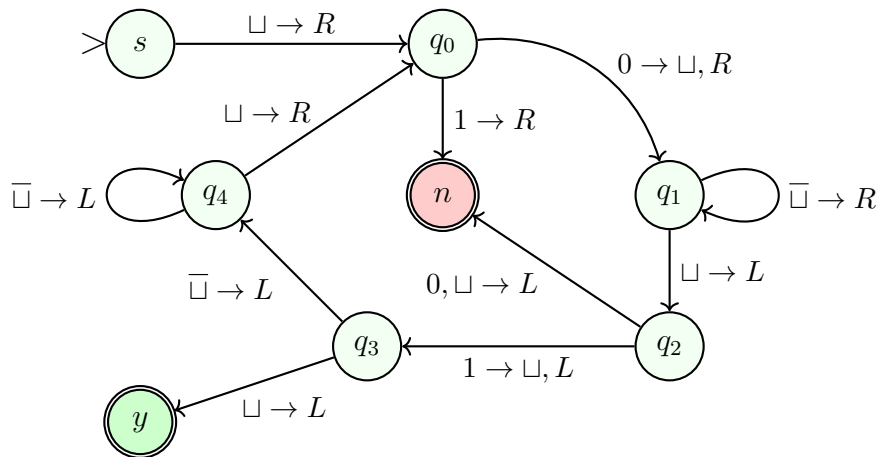 > s
⊔ → R
q₀
0 → ⊔, R
⊔ → R
1 → R
⊔̅ → L
q₄
n
q₁
⊔̅ → R
⊔̅ → L
0, ⊔ → L
⊔ → L
q₃
1 → ⊔, L
q₂
⊔ → L
y